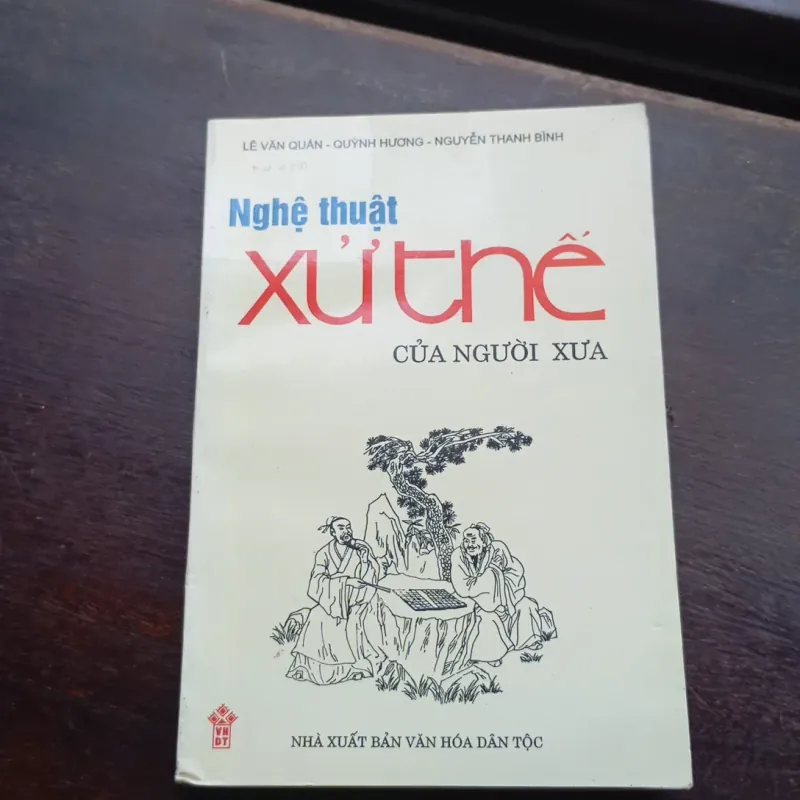 LÊ VĂN QUÁN - QUỲNH HƯƠNG - NGUYỄN THANH BÌNH
Nghệ thuật
XỬ THẾ
CỦA NGƯỜI XƯA
VH
DT
NHÀ XUẤT BẢN VĂN HÓA DÂN TỘC